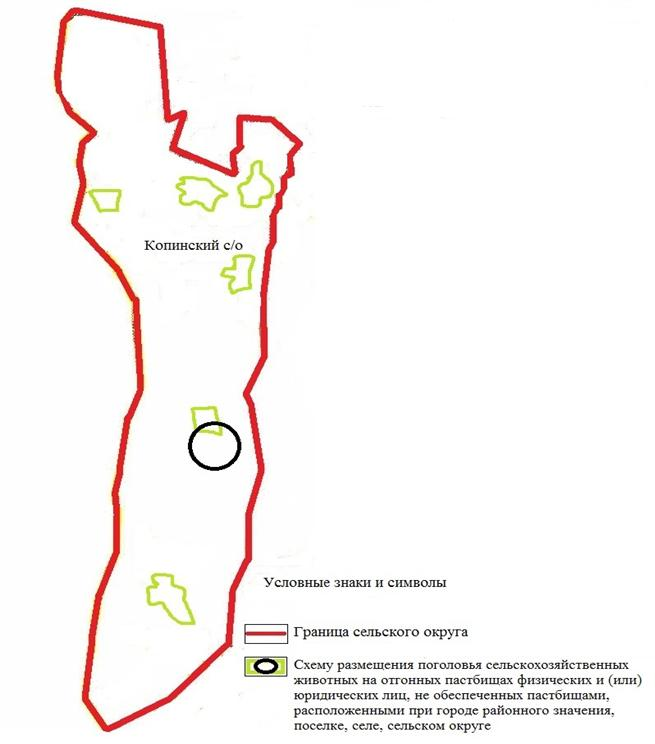 Копинский с/о
Условные знаки и символы
Граница сельского округа
Схему размещения поголовья сельскохозяйственных
животных на отгонных пастбищах физических и (или)
юридических лиц, не обеспеченных пастбищами,
расположенными при городе районного значения,
поселке, селе, сельском округе